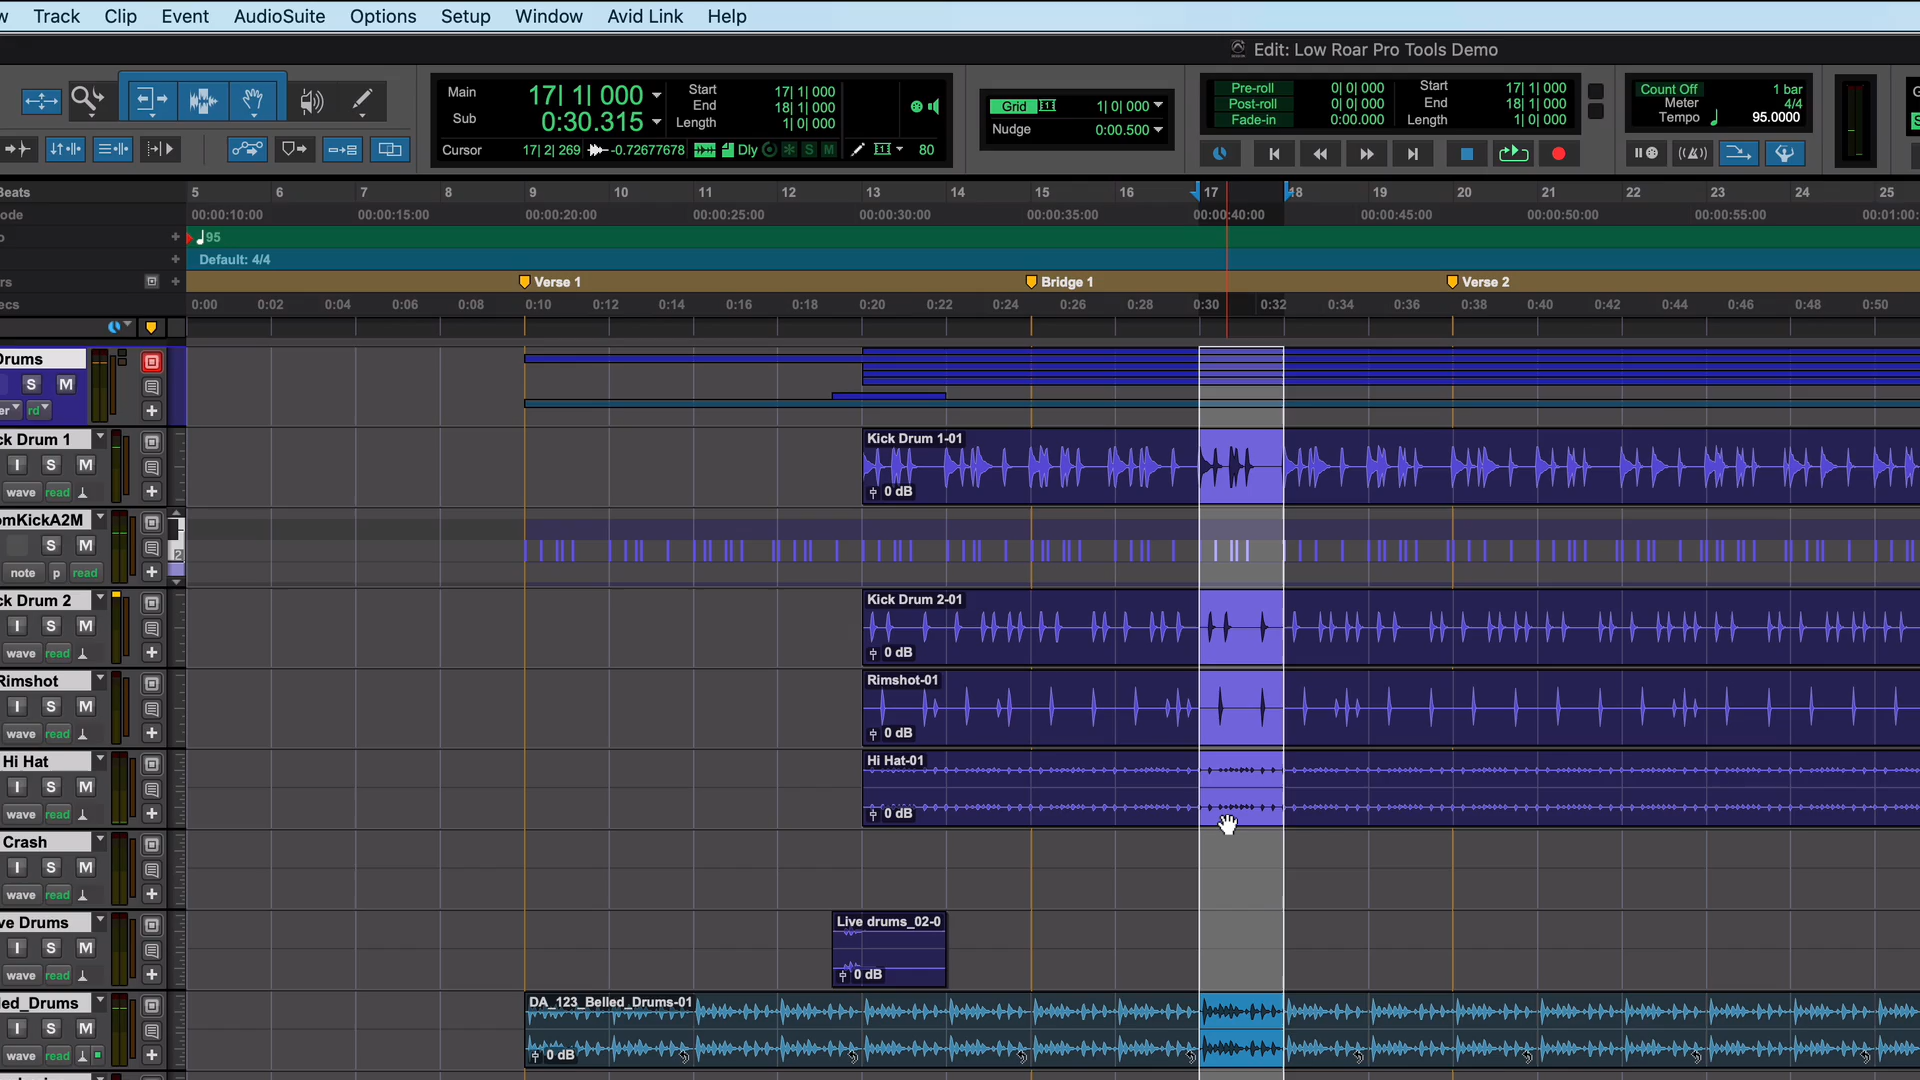 w Track Clip Event AudioSuite Options Setup Window Avid Link Help
Edit: Low Roar Pro Tools Demo
Main 17| 1| 000
Sub 0:30.315
Start 17| 1| 000
End 18| 1| 000
Length 1| 0| 000
Cursor 17| 2| 269 -0.72677678 Dly S M 80
Grid 1| 0| 000
Nudge 0:00.500
Pre-roll 0| 0| 000
Post-roll 0| 0| 000
Fade-in 0:00.000
Start 17| 1| 000
End 18| 1| 000
Length 1| 0| 000
Count Off 1 bar
Meter 4/4
Tempo 95.0000
Beats 5 6 7 8 9 10 11 12 13 14 15 16 17 18 19 20 21 22 23 24 25
ode 00:00:10:00 00:00:15:00 00:00:20:00 00:00:25:00 00:00:30:00 00:00:35:00 00:00:40:00 00:00:45:00 00:00:50:00 00:00:55:00 00:01:00:
o + 95
+ Default: 4/4
rs + Verse 1 Bridge 1 Verse 2
ecs 0:00 0:02 0:04 0:06 0:08 0:10 0:12 0:14 0:16 0:18 0:20 0:22 0:24 0:26 0:28 0:30 0:32 0:34 0:36 0:38 0:40 0:42 0:44 0:46 0:48 0:50
Drums
S M
er rd
ck Drum 1
I S M
wave read
Kick Drum 1-01
0 dB
omKickA2M
S M
note p read
2
ck Drum 2
I S M
wave read
Kick Drum 2-01
0 dB
Rimshot
I S M
wave read
Rimshot-01
0 dB
Hi Hat
I S M
wave read
Hi Hat-01
0 dB
Crash
I S M
wave read
ve Drums
I S M
wave read
Live drums_02-0
0 dB
led_Drums
I S M
wave read
DA_123_Belled_Drums-01
0 dB